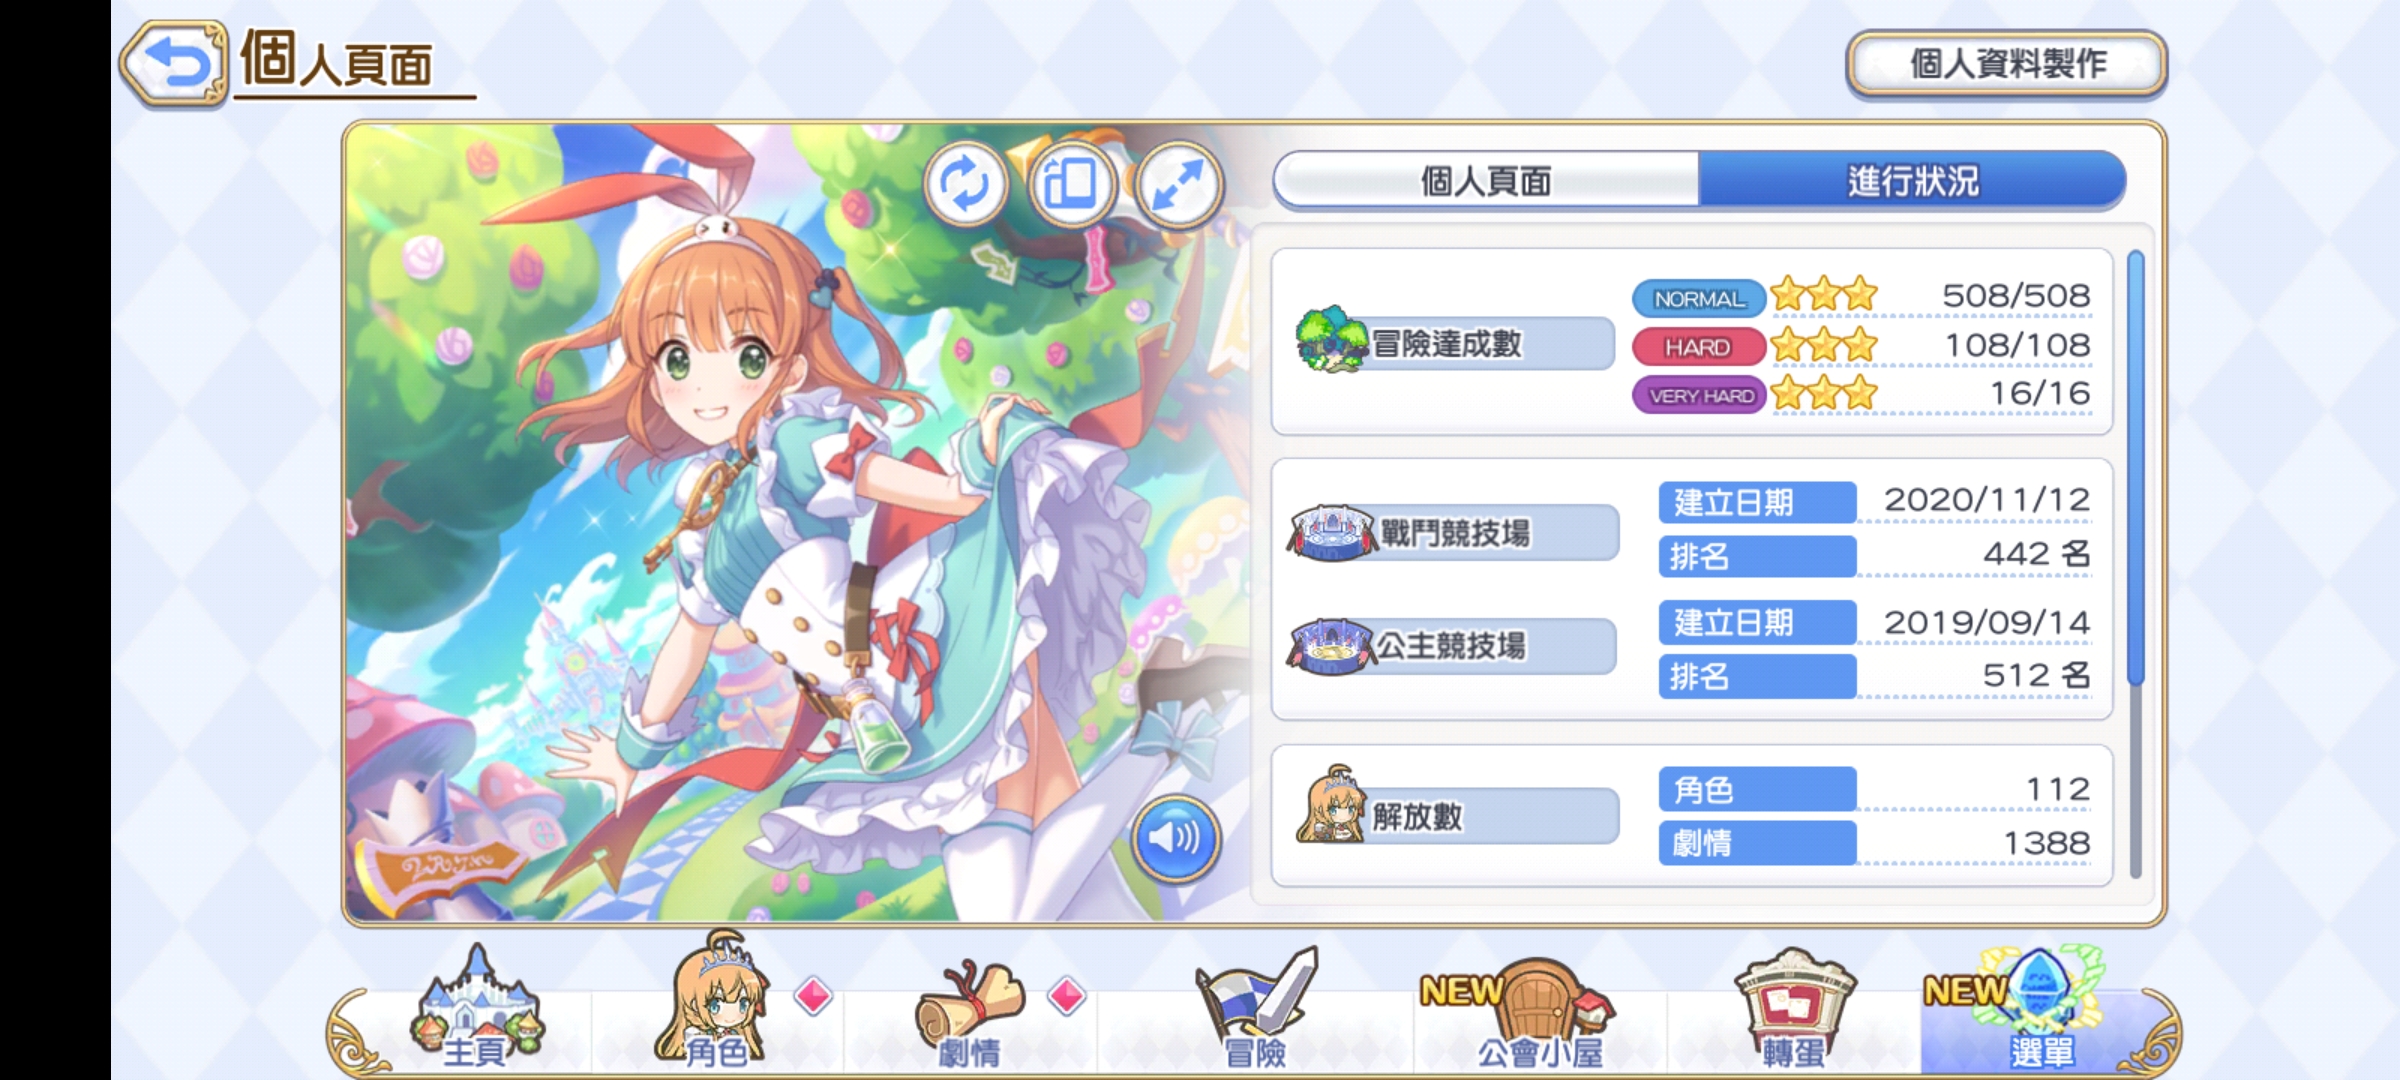 個人頁面
個人資料製作
個人頁面
進行狀況
冒險達成數
NORMAL 508/508
HARD 108/108
VERY HARD 16/16
戰鬥競技場
建立日期 2020/11/12
排名 442 名
公主競技場
建立日期 2019/09/14
排名 512 名
解放數
角色 112
劇情 1388
主頁
角色
劇情
冒險
NEW
公會小屋
轉蛋
NEW
選單